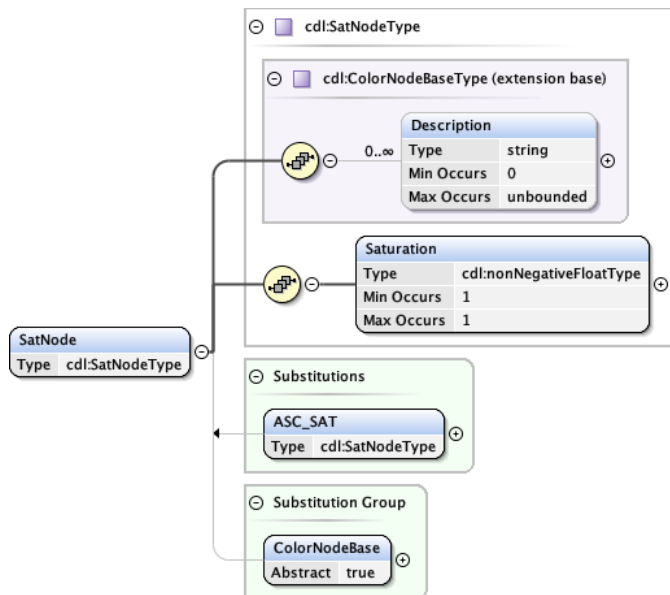 cdl:SatNodeType
cdl:ColorNodeBaseType (extension base)
Description
0..∞
Type string
Min Occurs 0
Max Occurs unbounded
Saturation
Type cdl:nonNegativeFloatType
Min Occurs 1
Max Occurs 1
SatNode
Type cdl:SatNodeType
Substitutions
ASC_SAT
Type cdl:SatNodeType
Substitution Group
ColorNodeBase
Abstract true